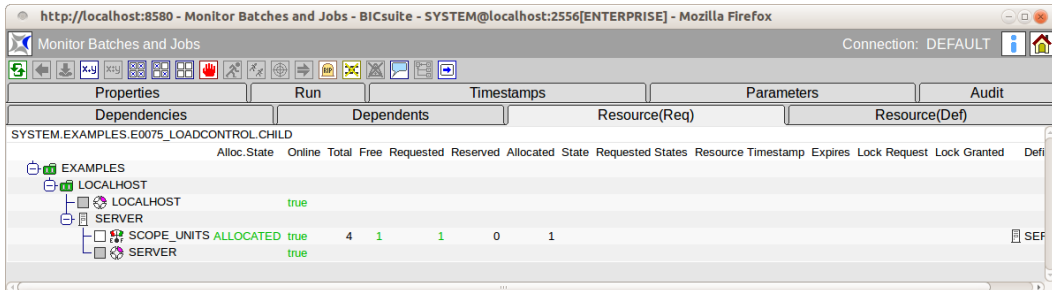 http://localhost:8580 - Monitor Batches and Jobs - BICsuite - SYSTEM@localhost:2556[ENTERPRISE] - Mozilla Firefox
Monitor Batches and Jobs Connection: DEFAULT
x,y x:y RIP
Properties Run Timestamps Parameters Audit
Dependencies Dependents Resource(Req) Resource(Def)
SYSTEM.EXAMPLES.E0075_LOADCONTROL.CHILD
Alloc.State Online Total Free Requested Reserved Allocated State Requested States Resource Timestamp Expires Lock Request Lock Granted Defi
EXAMPLES
LOCALHOST
LOCALHOST true
SERVER
SCOPE_UNITS ALLOCATED true 4 1 1 0 1 SEF
SERVER true